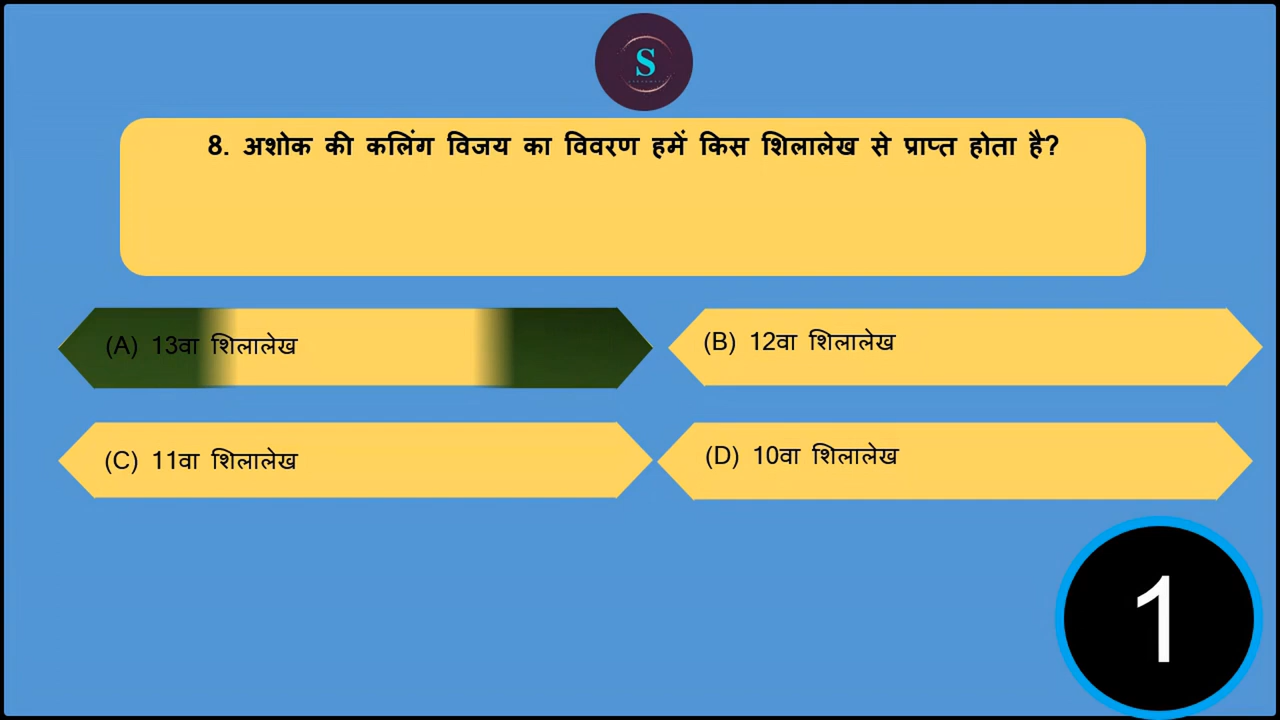 S
8. अशोक की कलिंग विजय का विवरण हमें किस शिलालेख से प्राप्त होता है?
(A) 13वा शिलालेख
(B) 12वा शिलालेख
(C) 11वा शिलालेख
(D) 10वा शिलालेख
1